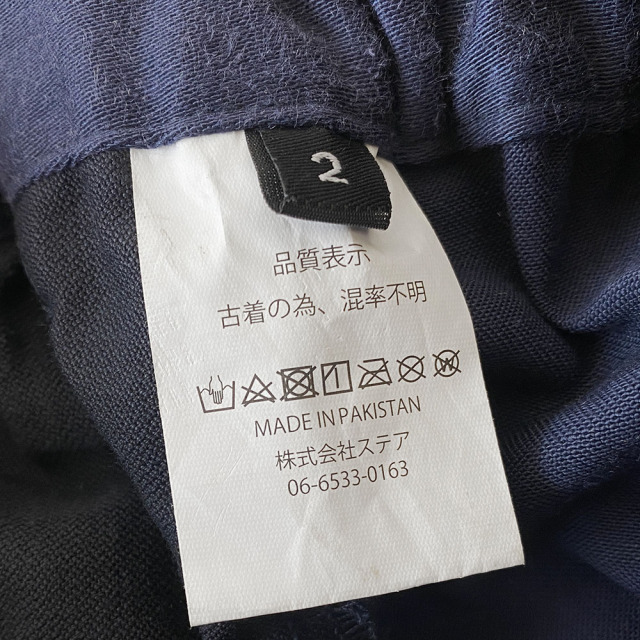 2
品質表示
古着の為、混率不明
MADE IN PAKISTAN
株式会社ステア
06-6533-0163